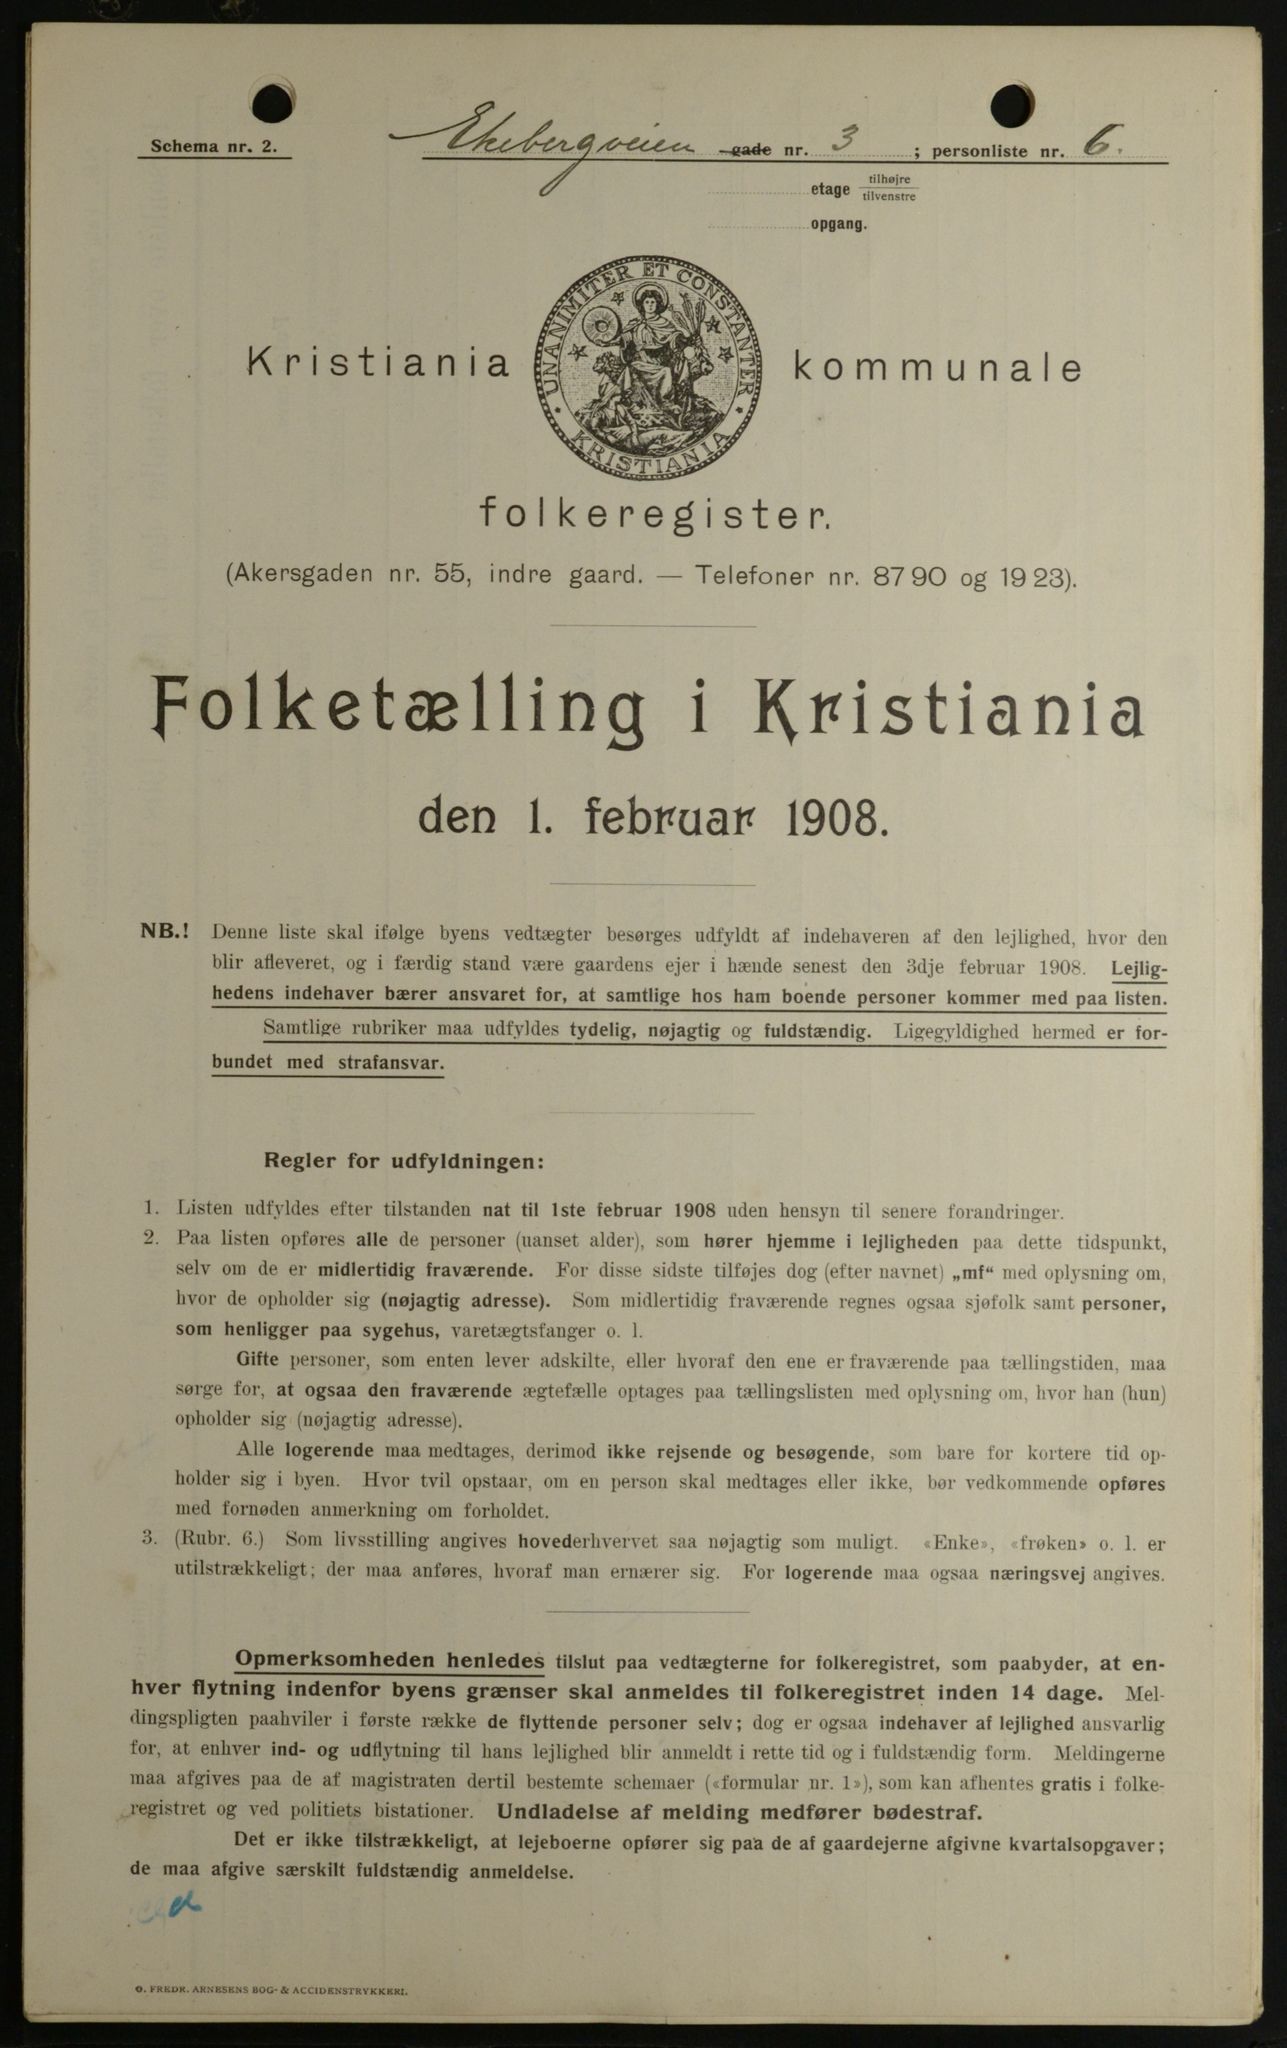 Schema nr. 2.
Ekebergveien gade nr. 3 ; personliste nr. 6.
etage tilhøjre
tilvenstre
opgang.
UNANIMITER ET CONSTANTER
KRISTIANIA
Kristiania kommunale
folkeregister.
(Akersgaden nr. 55, indre gaard. — Telefoner nr. 87 90 og 19 23).
Folketælling i Kristiania
den 1. februar 1908.
NB.! Denne liste skal ifølge byens vedtægter besørges udfyldt af indehaveren af den lejlighed, hvor den
blir afleveret, og i færdig stand være gaardens ejer i hænde senest den 3dje februar 1908. Lejlig-
hedens indehaver bærer ansvaret for, at samtlige hos ham boende personer kommer med paa listen.
Samtlige rubriker maa udfyldes tydelig, nøjagtig og fuldstændig. Ligegyldighed hermed er for-
bundet med strafansvar.
Regler for udfyldningen:
1. Listen udfyldes efter tilstanden nat til 1ste februar 1908 uden hensyn til senere forandringer.
2. Paa listen opføres alle de personer (uanset alder), som hører hjemme i lejligheden paa dette tidspunkt,
selv om de er midlertidig fraværende. For disse sidste tilføjes dog (efter navnet) „mf“ med oplysning om,
hvor de opholder sig (nøjagtig adresse). Som midlertidig fraværende regnes ogsaa sjøfolk samt personer,
som henligger paa sygehus, varetægtsfanger o. l.
Gifte personer, som enten lever adskilte, eller hvoraf den ene er fraværende paa tællingstiden, maa
sørge for, at ogsaa den fraværende ægtefælle optages paa tællingslisten med oplysning om, hvor han (hun)
opholder sig (nøjagtig adresse).
Alle logerende maa medtages, derimod ikke rejsende og besøgende, som bare for kortere tid op-
holder sig i byen. Hvor tvil opstaar, om en person skal medtages eller ikke, bør vedkommende opføres
med fornøden anmerkning om forholdet.
3. (Rubr. 6.) Som livsstilling angives hovederhvervet saa nøjagtig som muligt. «Enke», «frøken» o. l. er
utilstrækkeligt; der maa anføres, hvoraf man ernærer sig. For logerende maa ogsaa næringsvej angives.
Opmerksomheden henledes tilslut paa vedtægterne for folkeregistret, som paabyder, at en-
hver flytning indenfor byens grænser skal anmeldes til folkeregistret inden 14 dage. Mel-
dingspligten paahviler i første række de flyttende personer selv; dog er ogsaa indehaver af lejlighed ansvarlig
for, at enhver ind- og udflytning til hans lejlighed blir anmeldt i rette tid og i fuldstændig form. Meldingerne
maa afgives paa de af magistraten dertil bestemte schemaer («formular nr. 1»), som kan afhentes gratis i folke-
registret og ved politiets bistationer. Undladelse af melding medfører bødestraf.
Det er ikke tilstrækkeligt, at lejeboerne opfører sig paa de af gaardejerne afgivne kvartalsopgaver;
de maa afgive særskilt fuldstændig anmeldelse.
O. FREDR. ARNESENS BOG- & ACCIDENSTRYKKERI.